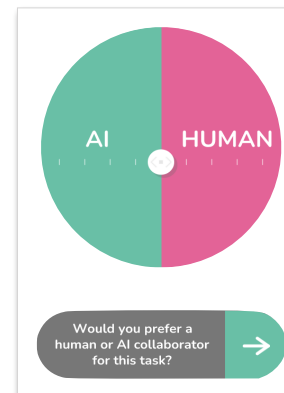 AI HUMAN
Would you prefer a
human or AI collaborator
for this task?